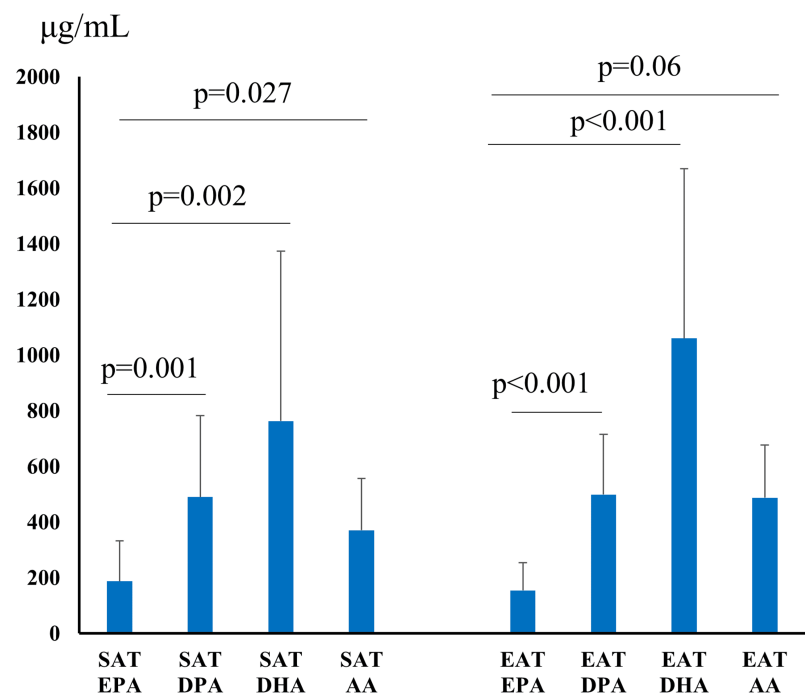 μg/mL
2000
1800
1600
1400
1200
1000
800
600
400
200
0
p=0.027
p=0.002
p=0.001
p=0.06
p<0.001
p<0.001
SAT EPA
SAT DPA
SAT DHA
SAT AA
EAT EPA
EAT DPA
EAT DHA
EAT AA